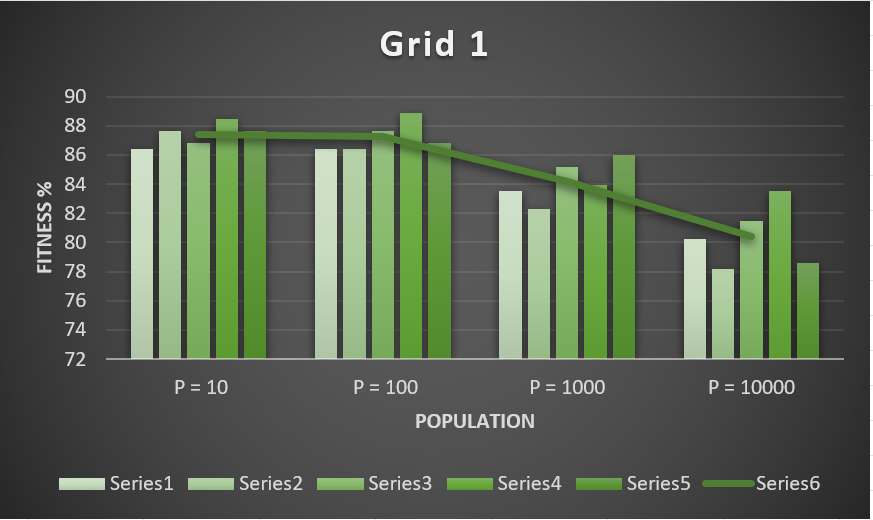 Grid 1
90
88
86
84
82
80
78
76
74
72
FITNESS %
P = 10 P = 100 P = 1000 P = 10000
POPULATION
Series1 Series2 Series3 Series4 Series5 Series6